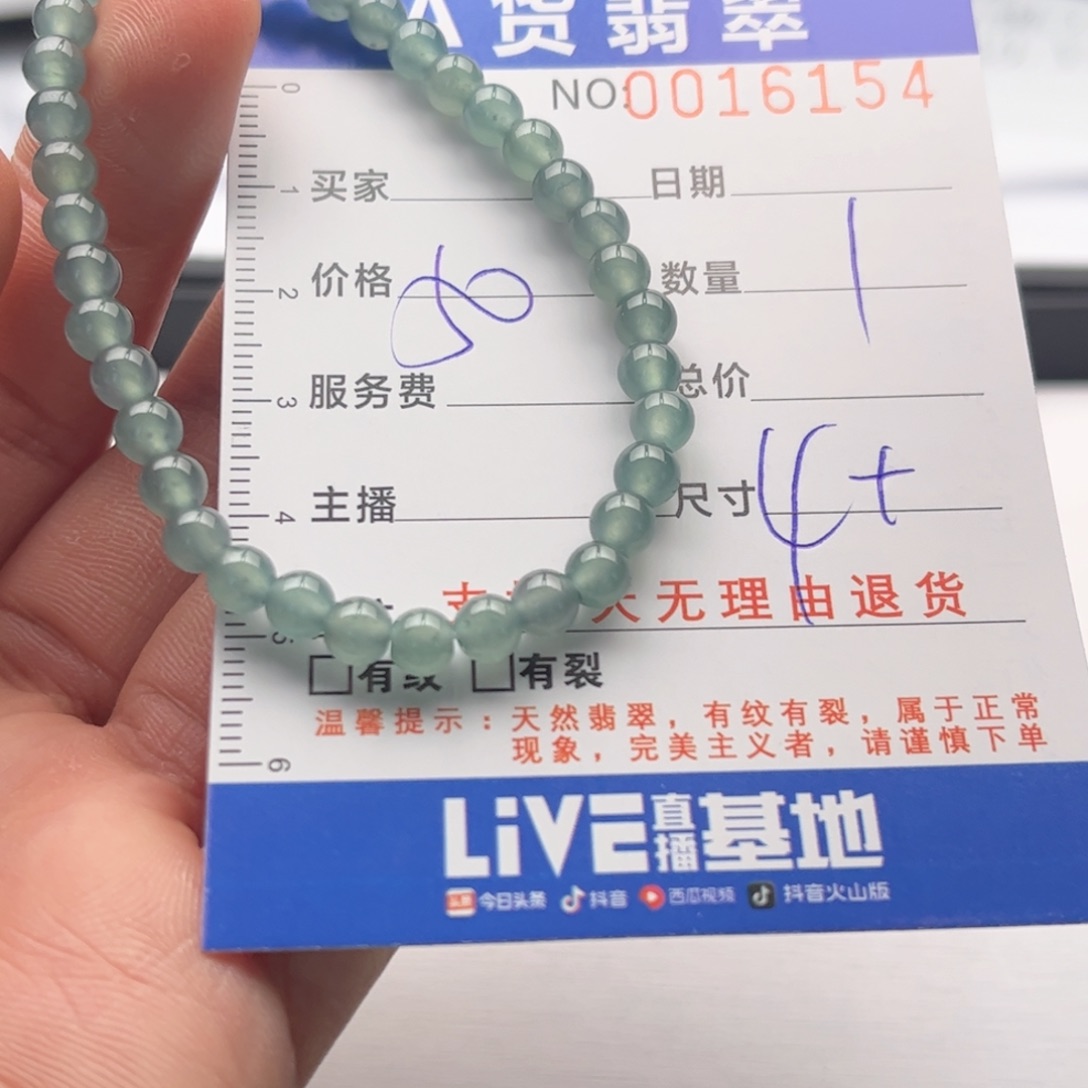 A货翡翠
NO:0016154
买家 日期
价格 数量 1
服务费 总价
主播 尺寸 4+
天无理由退货
有纹 有裂
温馨提示：天然翡翠，有纹有裂，属于正常
现象，完美主义者，请谨慎下单
LiVE直播基地
头条 今日头条 抖音 西瓜视频 抖音火山版
0
1
2
3
4
5
6